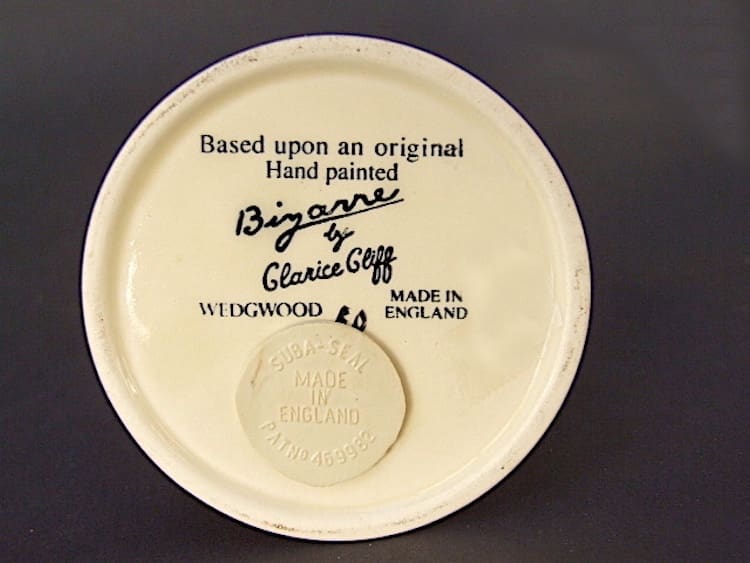 Based upon an original
Hand painted
Bizarre
by
Clarice Cliff
WEDGWOOD
MADE IN
ENGLAND
SUBA-SEAL
MADE
IN
ENGLAND
PAT No 469982